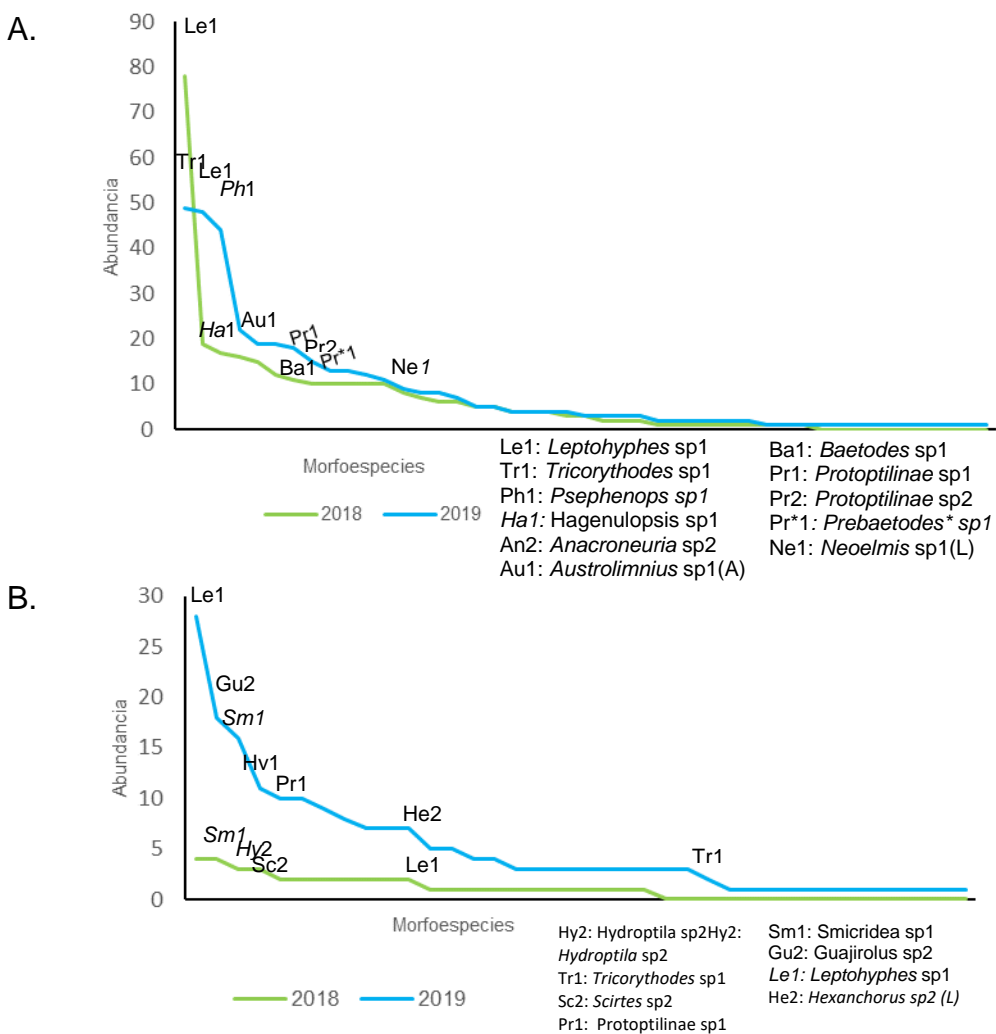 A.
90
80
70
60
50
40
30
20
10
0
Abundancia
Le1
Tr1
Le1
Ph1
Ha1
Au1
Pr1
Pr2
Pr*1
Ba1
Ne1
Morfoespecies
2018
2019
Le1: Leptohyphes sp1
Tr1: Tricorythodes sp1
Ph1: Psephenops sp1
Ha1: Hagenulopsis sp1
An2: Anacroneuria sp2
Au1: Austrolimnius sp1(A)
Ba1: Baetodes sp1
Pr1: Protoptilinae sp1
Pr2: Protoptilinae sp2
Pr*1: Prebaetodes* sp1
Ne1: Neoelmis sp1(L)
B.
30
25
20
15
10
5
0
Abundancia
Le1
Gu2
Sm1
Hv1
Pr1
He2
Tr1
Sm1
Hy2
Sc2
Le1
Morfoespecies
2018
2019
Hy2: Hydroptila sp2Hy2:
Hydroptila sp2
Tr1: Tricorythodes sp1
Sc2: Scirtes sp2
Pr1: Protoptilinae sp1
Sm1: Smicridea sp1
Gu2: Guajirolus sp2
Le1: Leptohyphes sp1
He2: Hexanchorus sp2 (L)